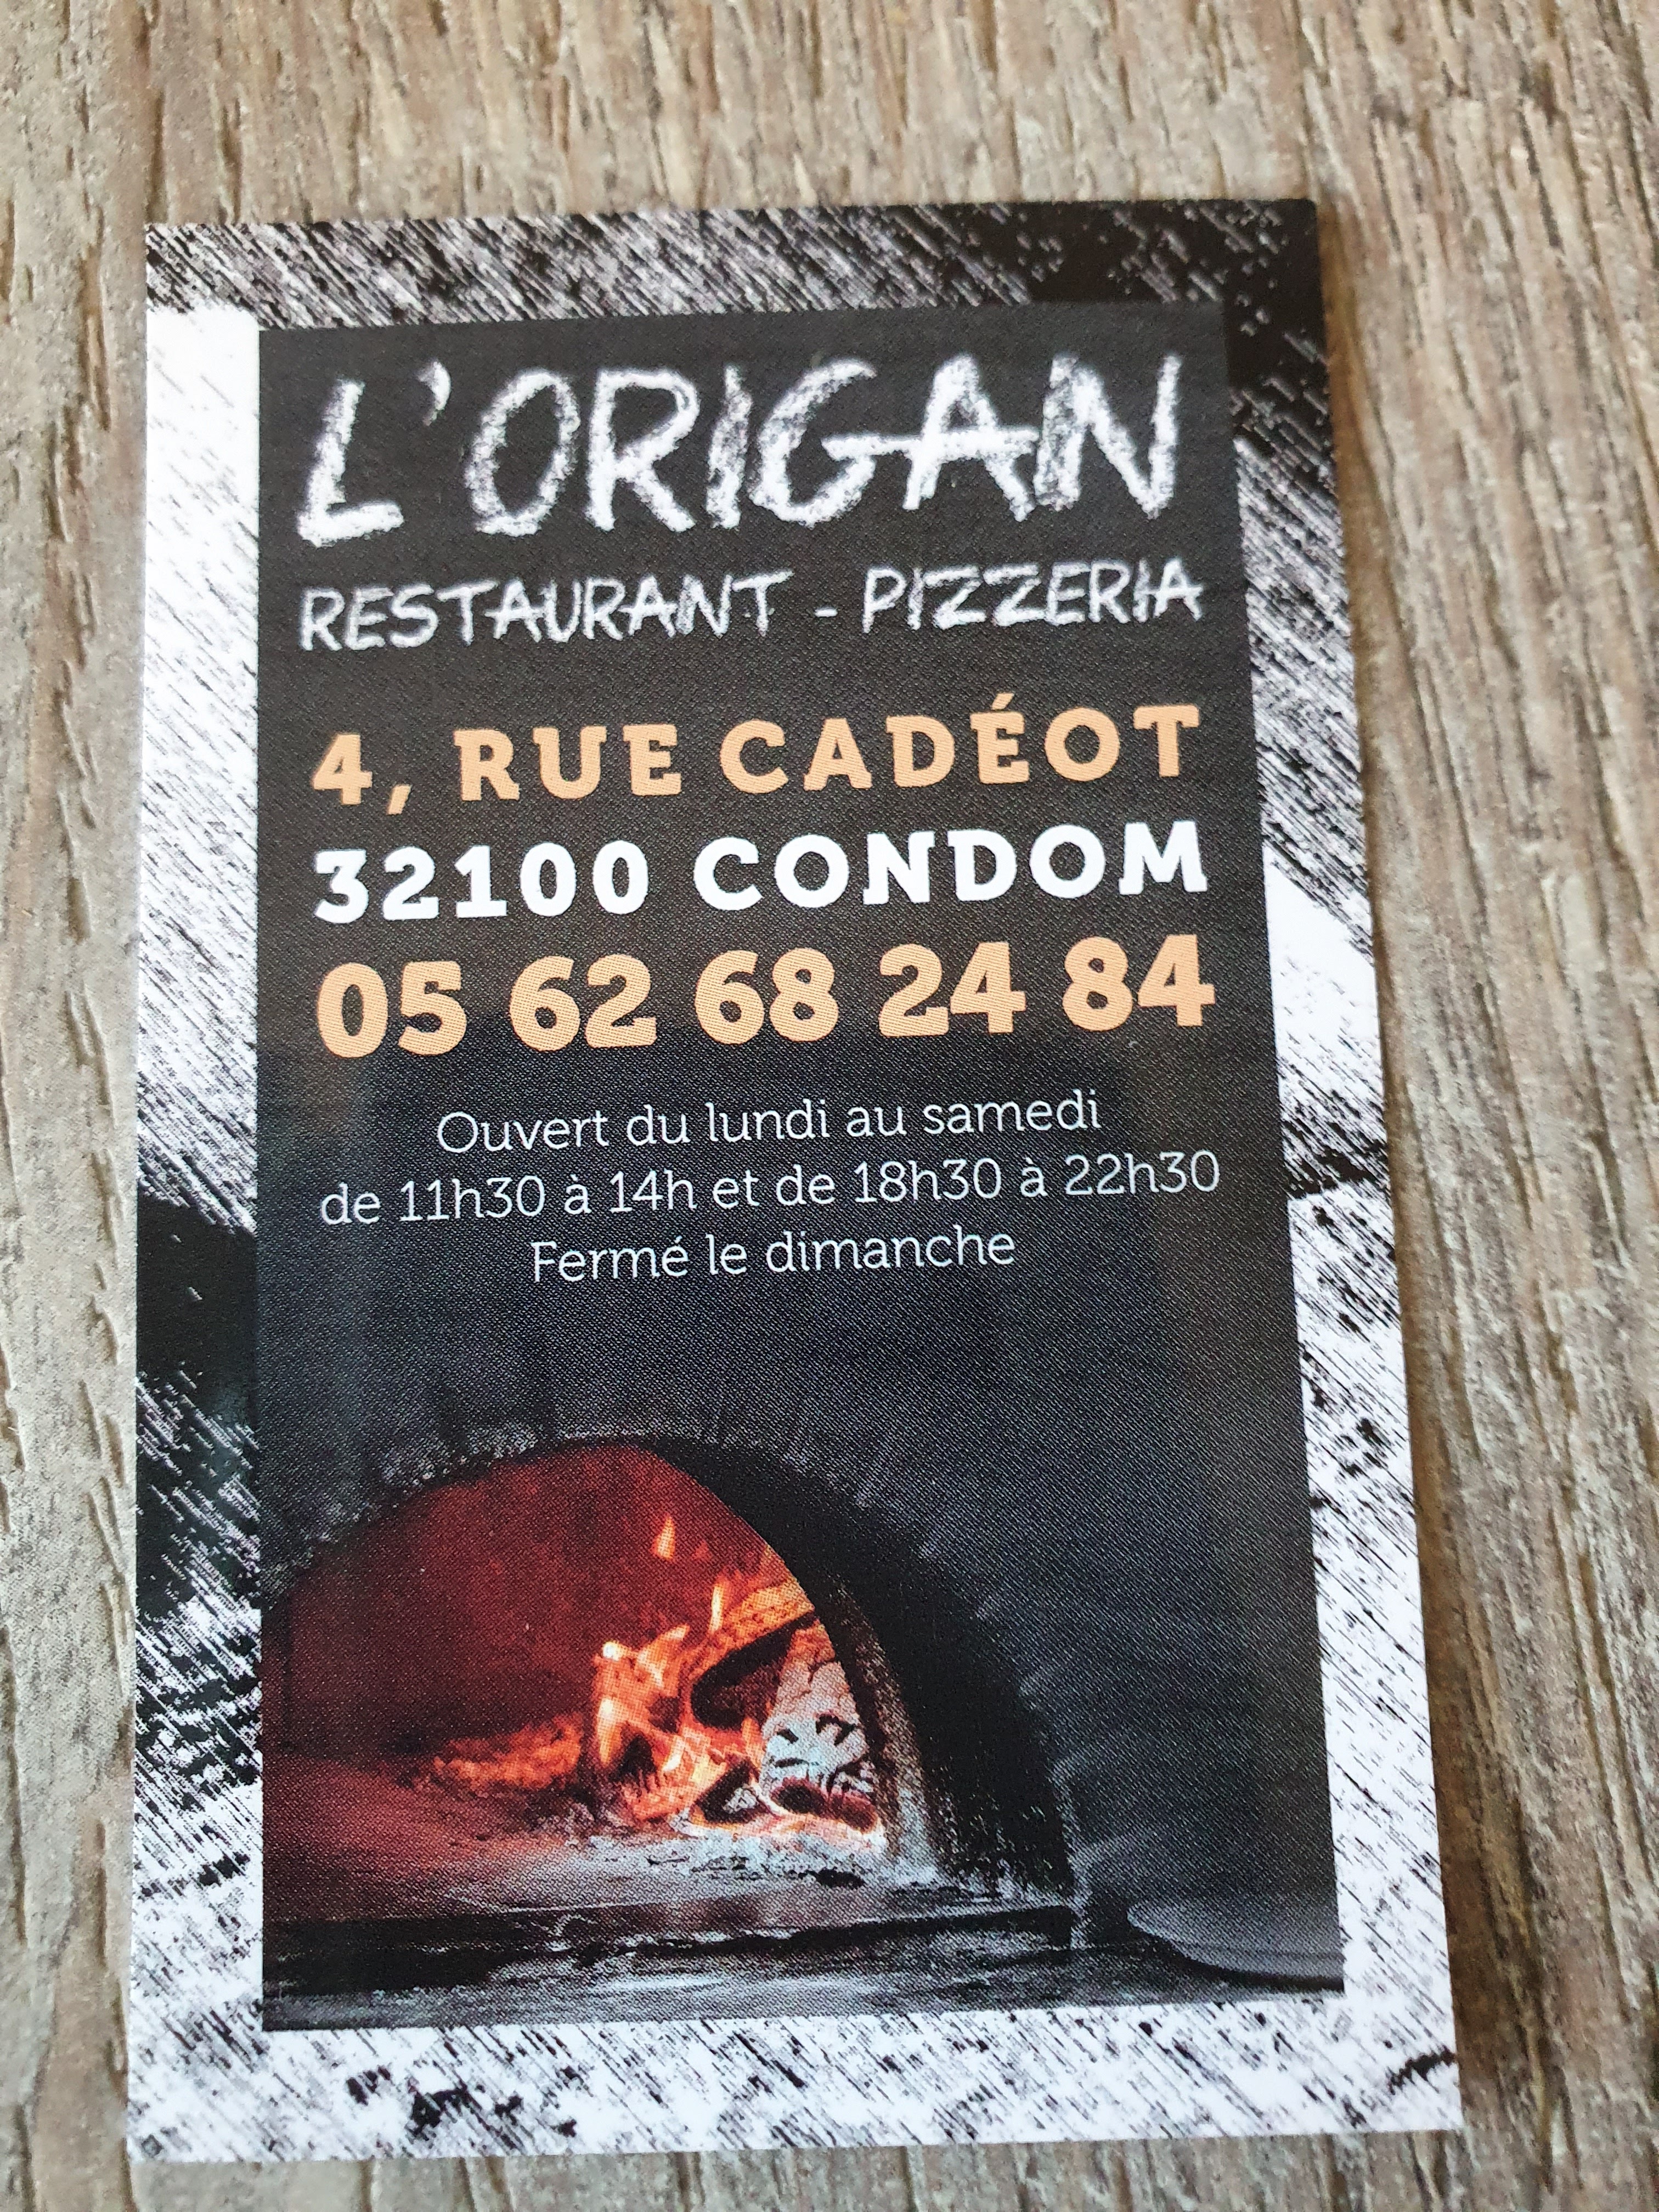 L'ORIGAN
RESTAURANT - PIZZERIA
4, RUE CADÉOT
32100 CONDOM
05 62 68 24 84
Ouvert du lundi au samedi
de 11h30 à 14h et de 18h30 à 22h30
Fermé le dimanche